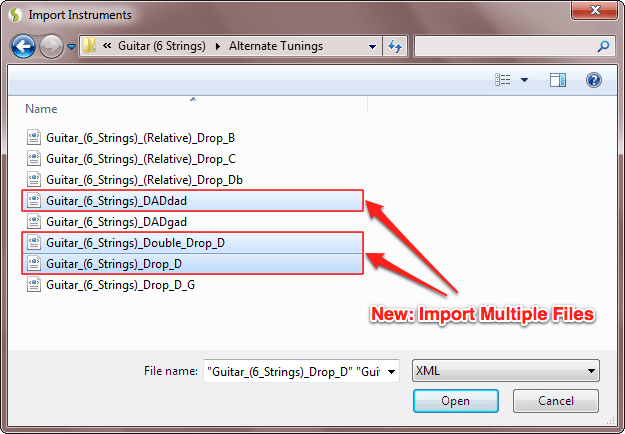 Import Instruments
« Guitar (6 Strings) Alternate Tunings
Name
Guitar_(6_Strings)_(Relative)_Drop_B
Guitar_(6_Strings)_(Relative)_Drop_C
Guitar_(6_Strings)_(Relative)_Drop_Db
Guitar_(6_Strings)_DADdad
Guitar_(6_Strings)_DADgad
Guitar_(6_Strings)_Double_Drop_D
Guitar_(6_Strings)_Drop_D
Guitar_(6_Strings)_Drop_D_G
New: Import Multiple Files
File name: "Guitar_(6_Strings)_Drop_D" "Gui XML
Open Cancel